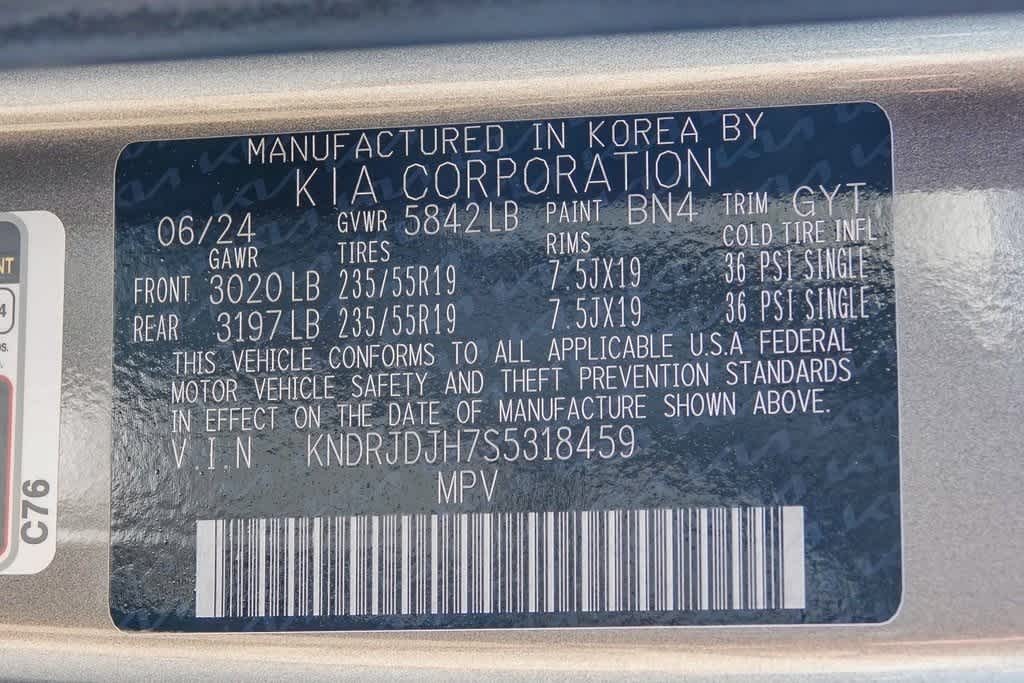 MANUFACTURED IN KOREA BY
KIA CORPORATION
06/24 GVWR 5842LB PAINT BN4 TRIM GYT
GAWR TIRES RIMS COLD TIRE INFL
FRONT 3020LB 235/55R19 7.5JX19 36 PSI SINGLE
REAR 3197LB 235/55R19 7.5JX19 36 PSI SINGLE
THIS VEHICLE CONFORMS TO ALL APPLICABLE U.S.A FEDERAL
MOTOR VEHICLE SAFETY AND THEFT PREVENTION STANDARDS
IN EFFECT ON THE DATE OF MANUFACTURE SHOWN ABOVE.
V.I.N KNDRJDJH7S5318459
MPV
NT
4
C76